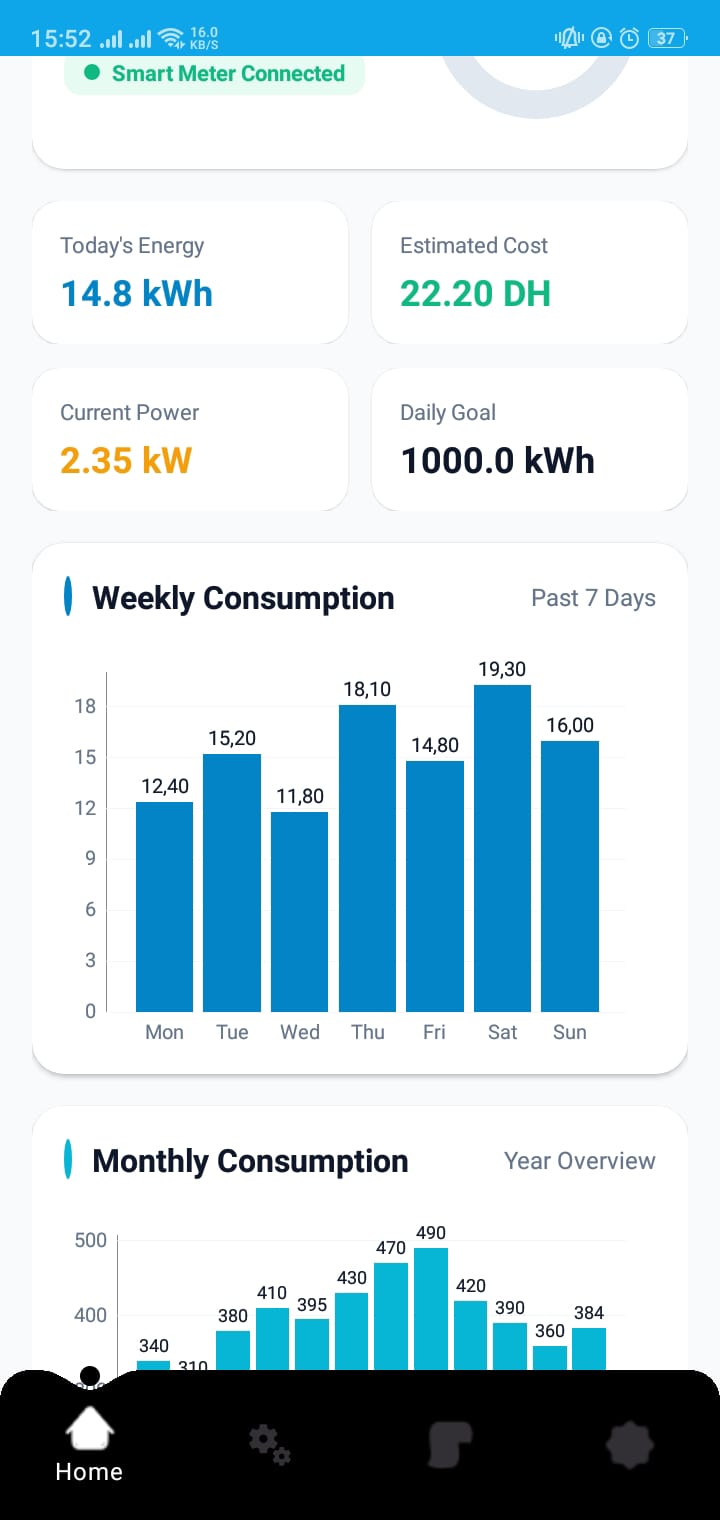 15:52 16.0 KB/S 37
Smart Meter Connected
Today's Energy
14.8 kWh
Estimated Cost
22.20 DH
Current Power
2.35 kW
Daily Goal
1000.0 kWh
Weekly Consumption
Past 7 Days
18
15
12
9
6
3
0
12,40
15,20
11,80
18,10
14,80
19,30
16,00
Mon Tue Wed Thu Fri Sat Sun
Monthly Consumption
Year Overview
500
400
340
310
380
410
395
430
470
490
420
390
360
384
Home